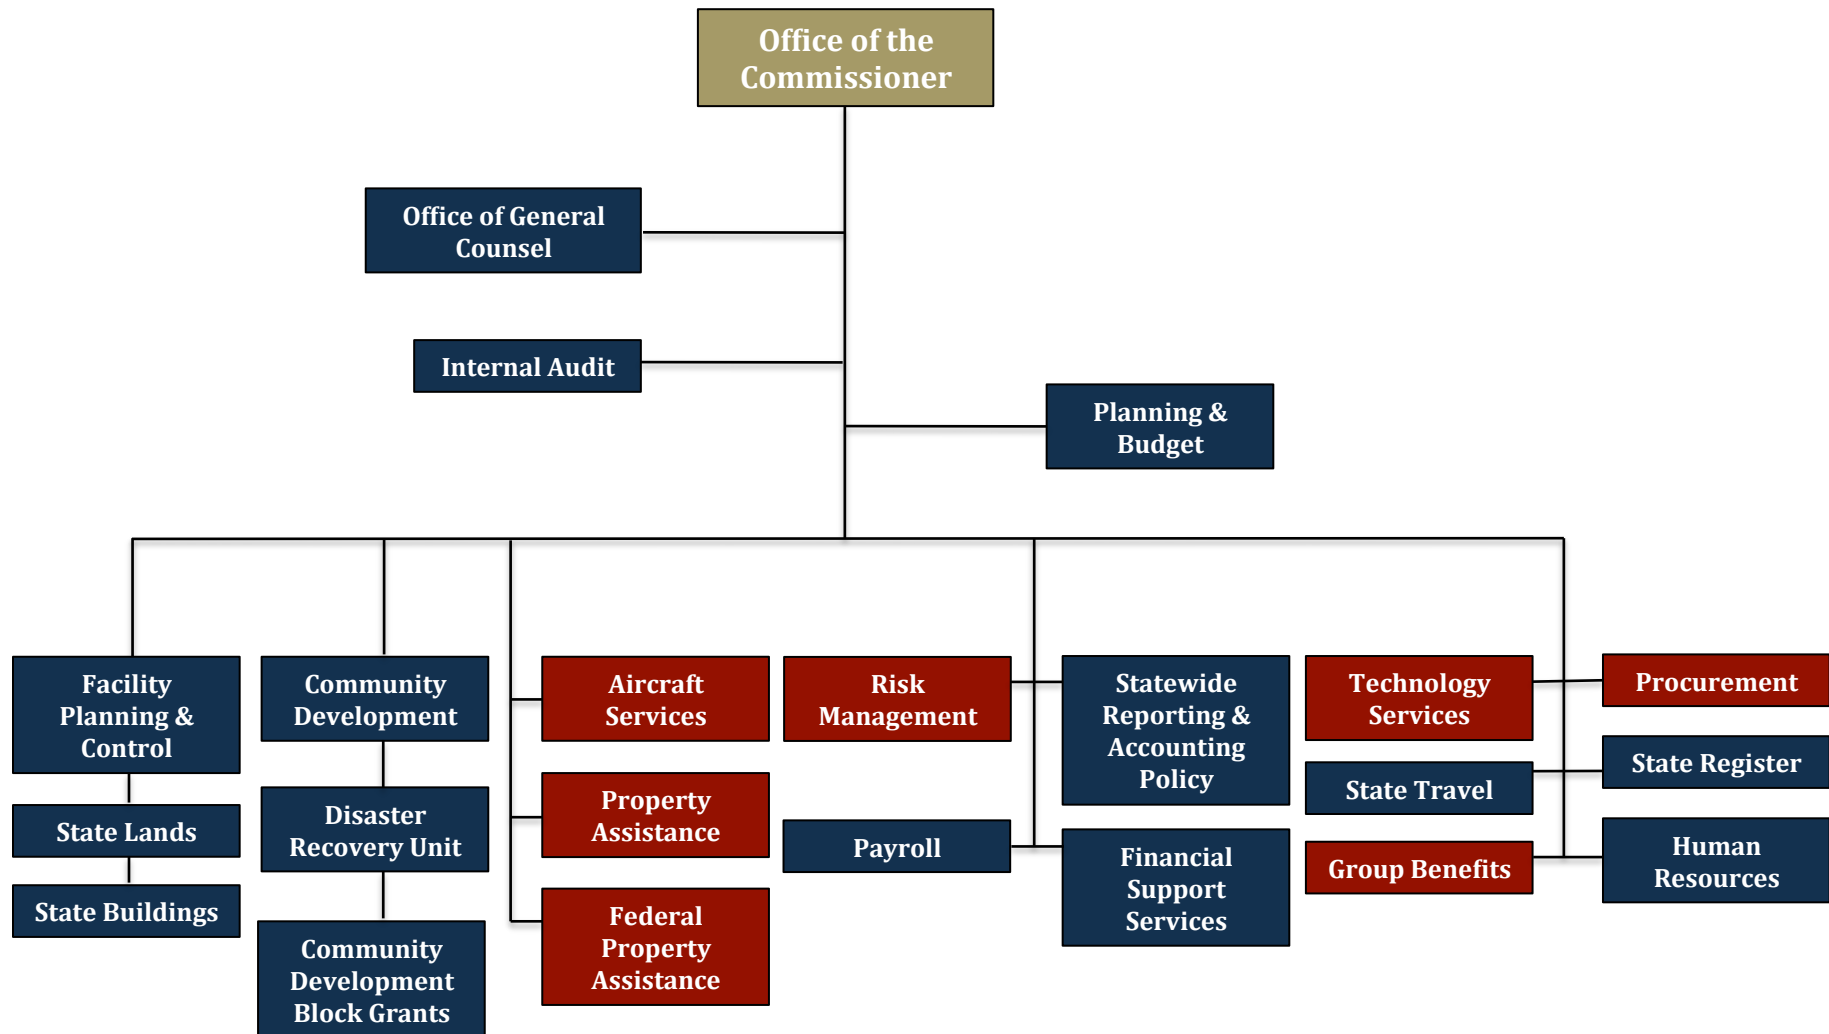 Office of the
Commissioner
Office of General
Counsel
Internal Audit
Planning &
Budget
Facility
Planning &
Control
State Lands
State Buildings
Community
Development
Disaster
Recovery Unit
Community
Development
Block Grants
Aircraft
Services
Property
Assistance
Federal
Property
Assistance
Risk
Management
Payroll
Statewide
Reporting &
Accounting
Policy
Financial
Support
Services
Technology
Services
State Travel
Group Benefits
Procurement
State Register
Human
Resources